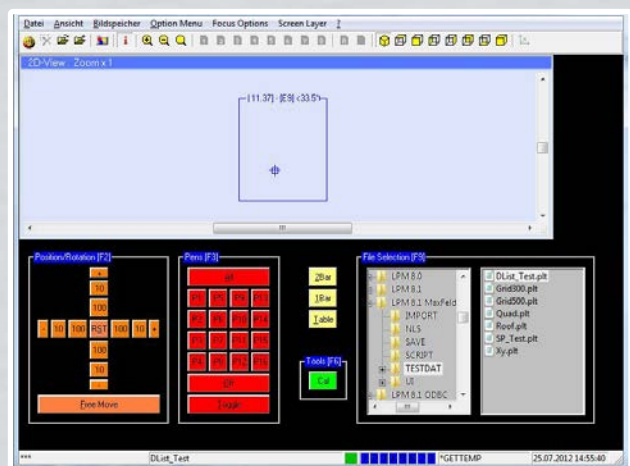 Datei Ansicht Bildspeicher Option Menu Focus Options Screen Layer ?
2D-View Zoom x 1
[11.37] - [E9] <33.5>
Position/Rotation [F2]
+
10
100
- 10 100 RST 100 10 +
100
10
-
Free Move
Pens [F3]
All
P1 P5 P9 P13
P2 P6 P10 P14
P3 P7 P11 P15
P4 P8 P12 P16
Off
Toggle
2Bar
1Bar
Table
Tools [F6]
Cal
File Selection [F9]
LPM 8.0
LPM 8.1
LPM 8.1 MaxFeld
IMPORT
NLS
SAVE
SCRIPT
TESTDAT
UI
LPM 8.1 ODBC
DList_Test.plt
Grid300.plt
Grid500.plt
Quad.plt
Roof.plt
SP_Test.plt
Xy.plt
*** DList_Test *GETTEMP 25.07.2012 14:55:40